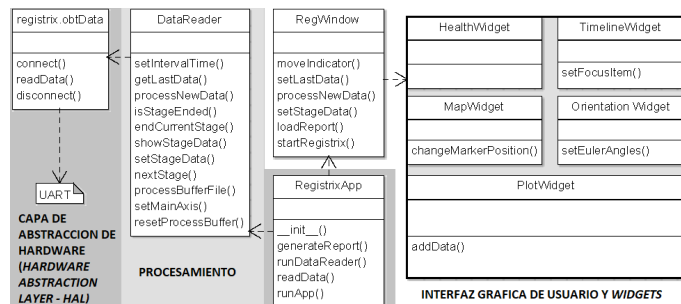 registrix.obtData
connect()
readData()
disconnect()
UART
CAPA DE
ABSTRACCION DE
HARDWARE
(HARDWARE
ABSTRACTION
LAYER - HAL)
DataReader
setIntervalTime()
getLastData()
processNewData()
isStageEnded()
endCurrentStage()
showStageData()
setStageData()
nextStage()
processBufferFile()
setMainAxis()
resetProcessBuffer()
PROCESAMIENTO
RegWindow
moveIndicator()
setLastData()
processNewData()
setStageData()
loadReport()
startRegistrix()
RegistrixApp
__init__()
generateReport()
runDataReader()
readData()
runApp()
HealthWidget
TimelineWidget
setFocusItem()
MapWidget
changeMarkerPosition()
Orientation Widget
setEulerAngles()
PlotWidget
addData()
INTERFAZ GRAFICA DE USUARIO Y WIDGETS